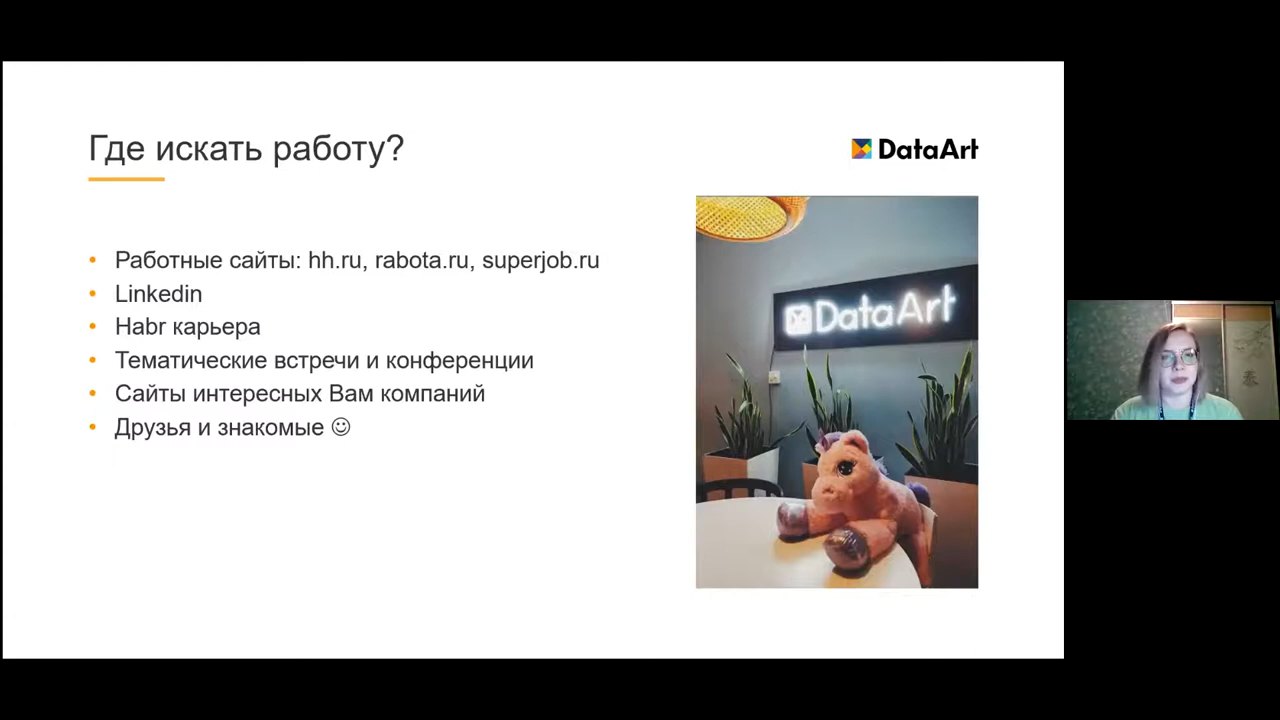 Где искать работу?
DataArt
• Работные сайты: hh.ru, rabota.ru, superjob.ru
• Linkedin
• Habr карьера
• Тематические встречи и конференции
• Сайты интересных Вам компаний
• Друзья и знакомые ☺
DataArt